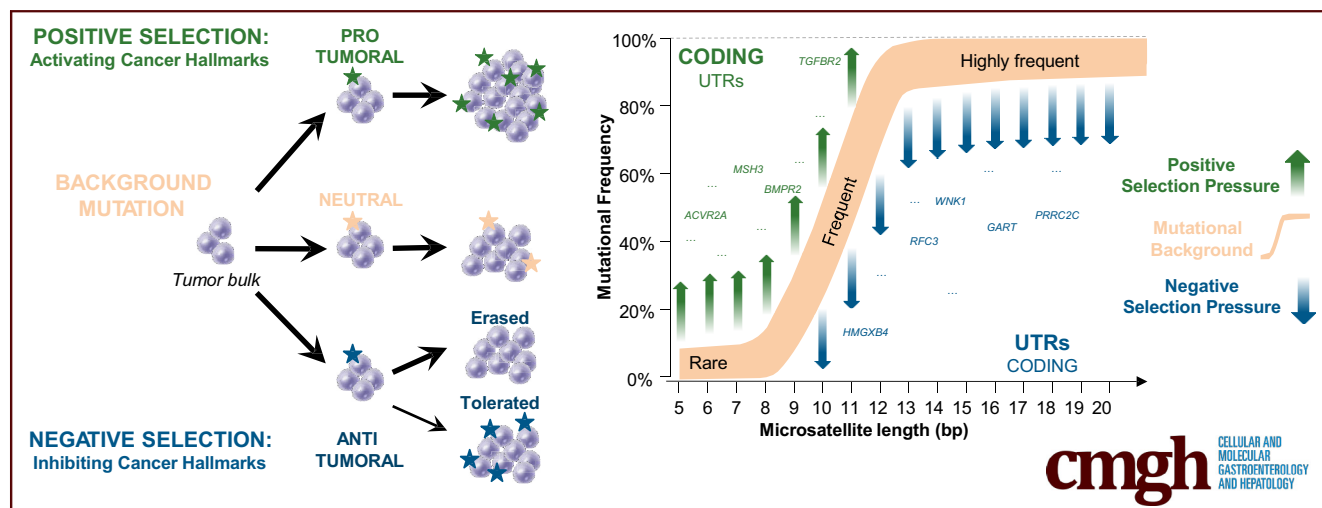 POSITIVE SELECTION:
Activating Cancer Hallmarks
PRO
TUMORAL
BACKGROUND
MUTATION
NEUTRAL
Tumor bulk
Erased
Tolerated
NEGATIVE SELECTION:
Inhibiting Cancer Hallmarks
ANTI
TUMORAL
Mutational Frequency
100%
80%
60%
40%
20%
0%
CODING
UTRs
TGFBR2
...
MSH3
...
...
BMPR2
ACVR2A
...
...
...
Highly frequent
Frequent
Rare
...
...
...
WNK1
PRRC2C
GART
RFC3
...
...
HMGXB4
UTRs
CODING
5 6 7 8 9 10 11 12 13 14 15 16 17 18 19 20
Microsatellite length (bp)
Positive
Selection Pressure
Mutational
Background
Negative
Selection Pressure
cmgh
CELLULAR AND
MOLECULAR
GASTROENTEROLOGY
AND HEPATOLOGY